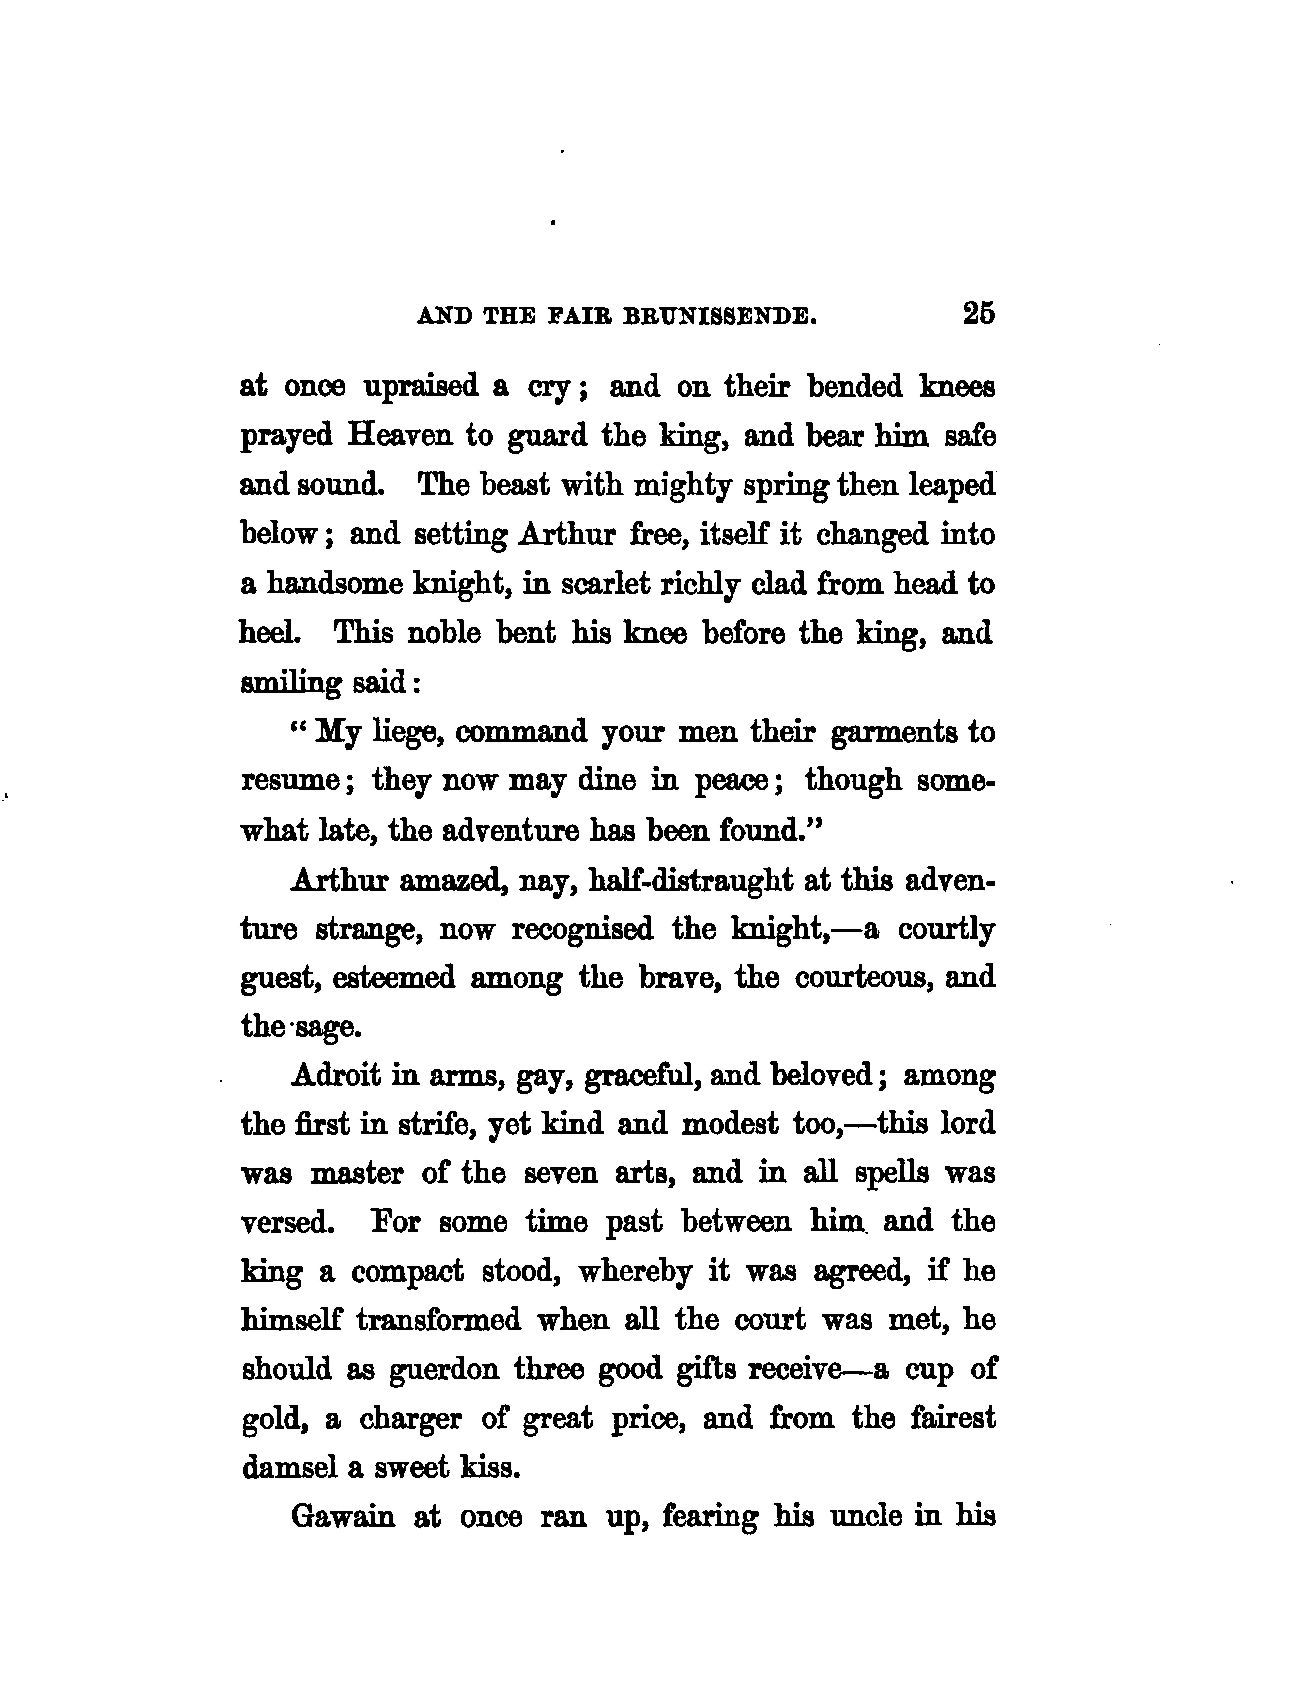 AND THE FAIR BRUNISSENDE. 25
at once upraised a cry; and on their bended knees
prayed Heaven to guard the king, and bear him safe
and sound. The beast with mighty spring then leaped
below; and setting Arthur free, itself it changed into
a handsome knight, in scarlet richly clad from head to
heel. This noble bent his knee before the king, and
smiling said:
“My liege, command your men their garments to
resume; they now may dine in peace; though some-
what late, the adventure has been found.”
Arthur amazed, nay, half-distraught at this adven-
ture strange, now recognised the knight,—a courtly
guest, esteemed among the brave, the courteous, and
the sage.
Adroit in arms, gay, graceful, and beloved; among
the first in strife, yet kind and modest too,—this lord
was master of the seven arts, and in all spells was
versed. For some time past between him and the
king a compact stood, whereby it was agreed, if he
himself transformed when all the court was met, he
should as guerdon three good gifts receive—a cup of
gold, a charger of great price, and from the fairest
damsel a sweet kiss.
Gawain at once ran up, fearing his uncle in his